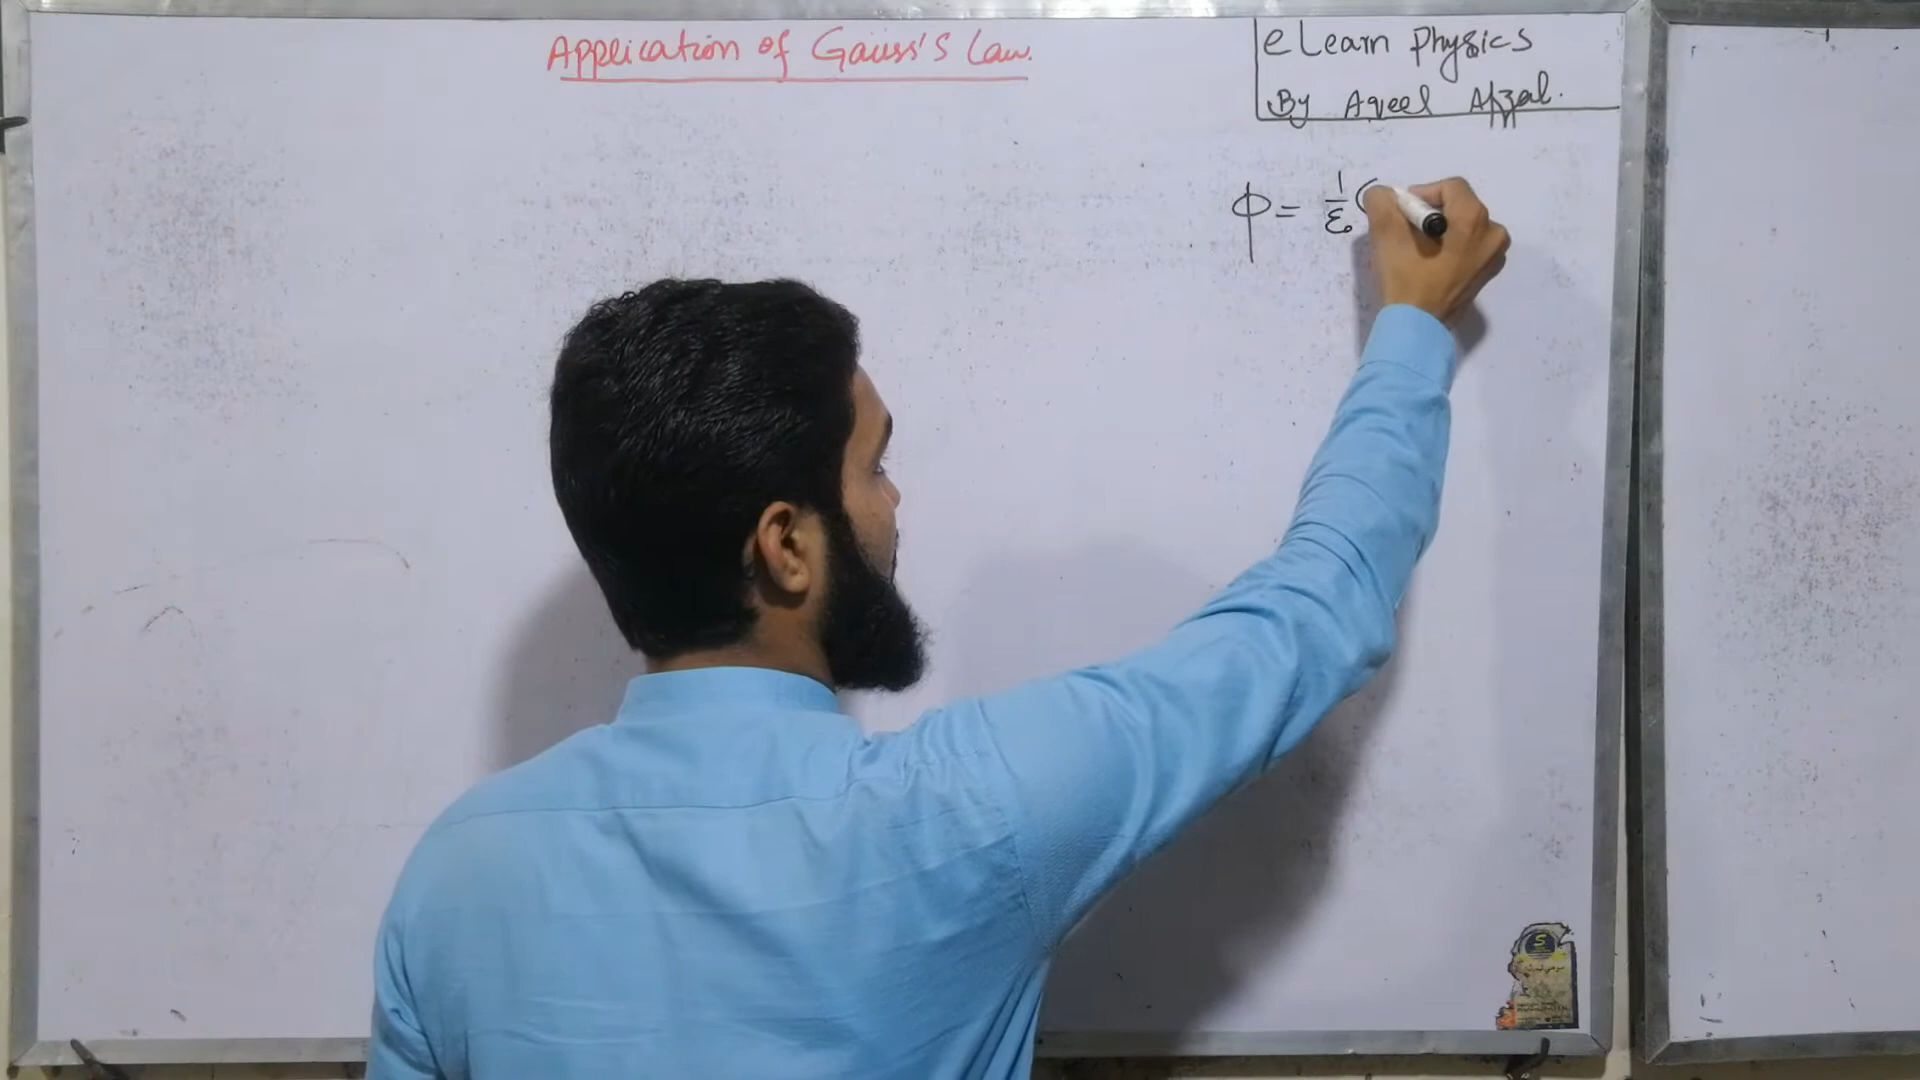 Application of Gauss's Law.
eLearn Physics
By Aqeel Afzal.
ϕ = 1/ε₀ (
S